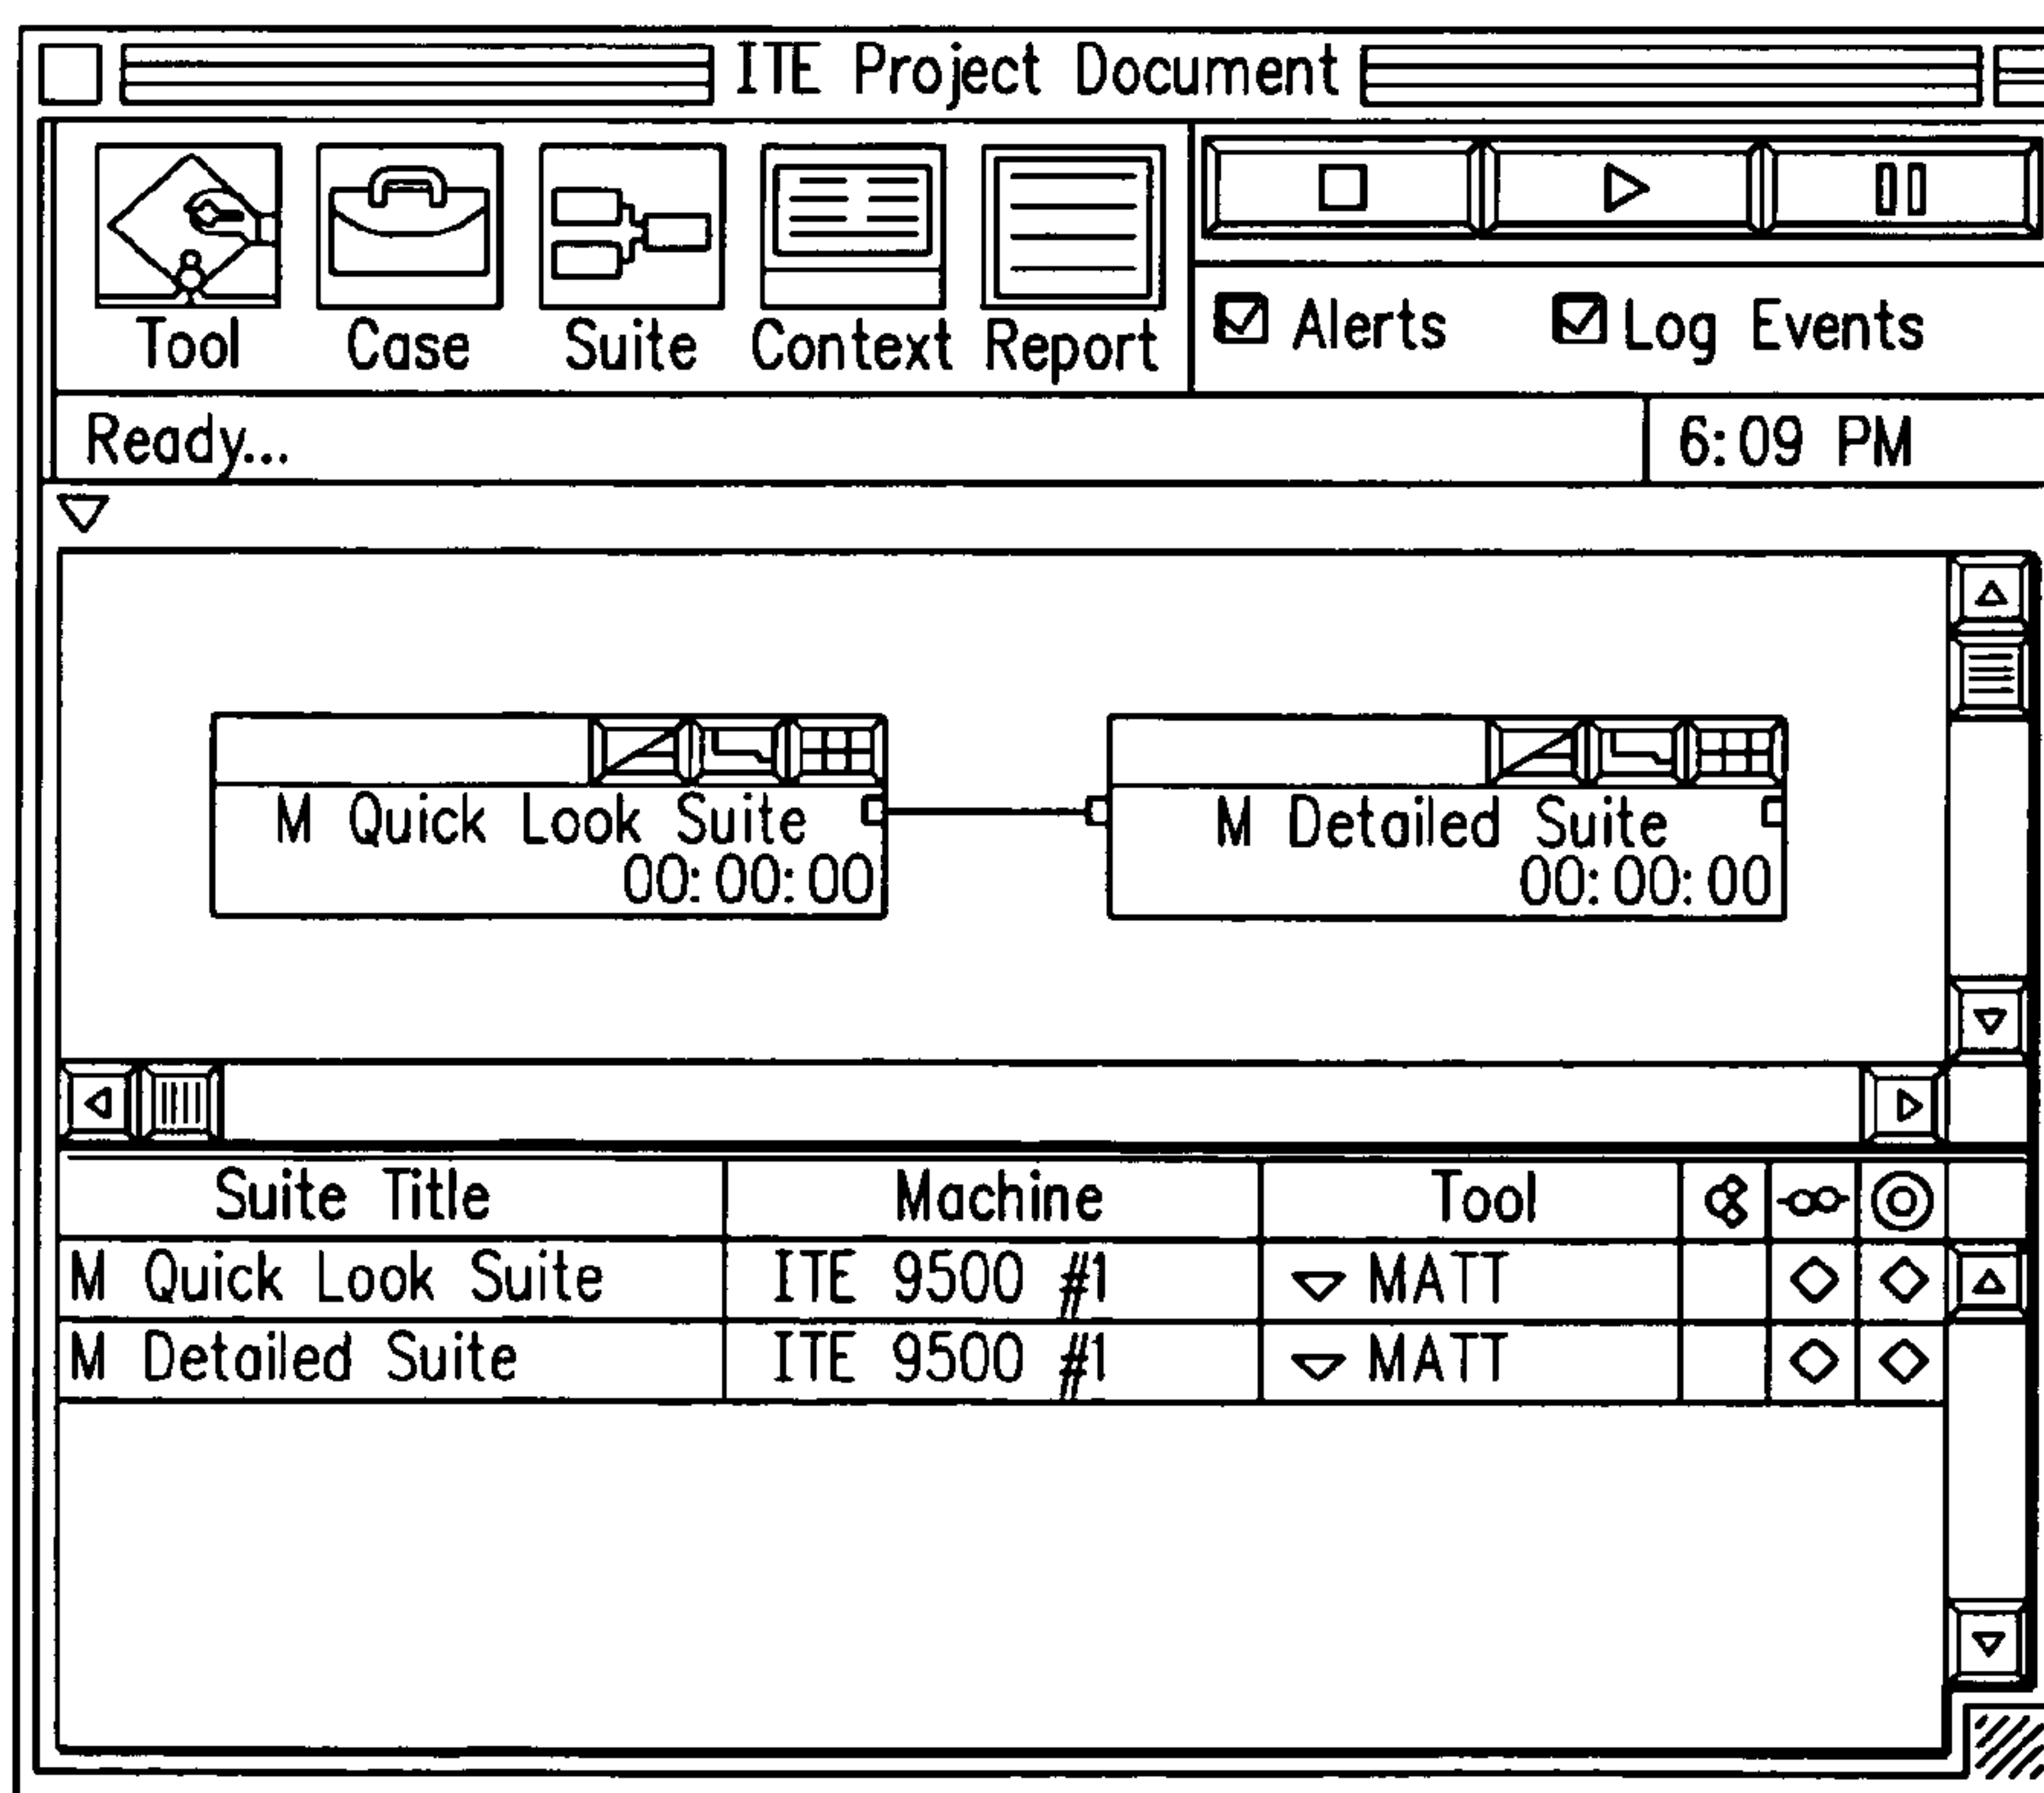 ITE Project Document
Tool Case Suite Context Report
Alerts Log Events
Ready... 6:09 PM
M Quick Look Suite
00:00:00
M Detailed Suite
00:00:00
Suite Title Machine Tool
M Quick Look Suite ITE 9500 #1 MATT
M Detailed Suite ITE 9500 #1 MATT